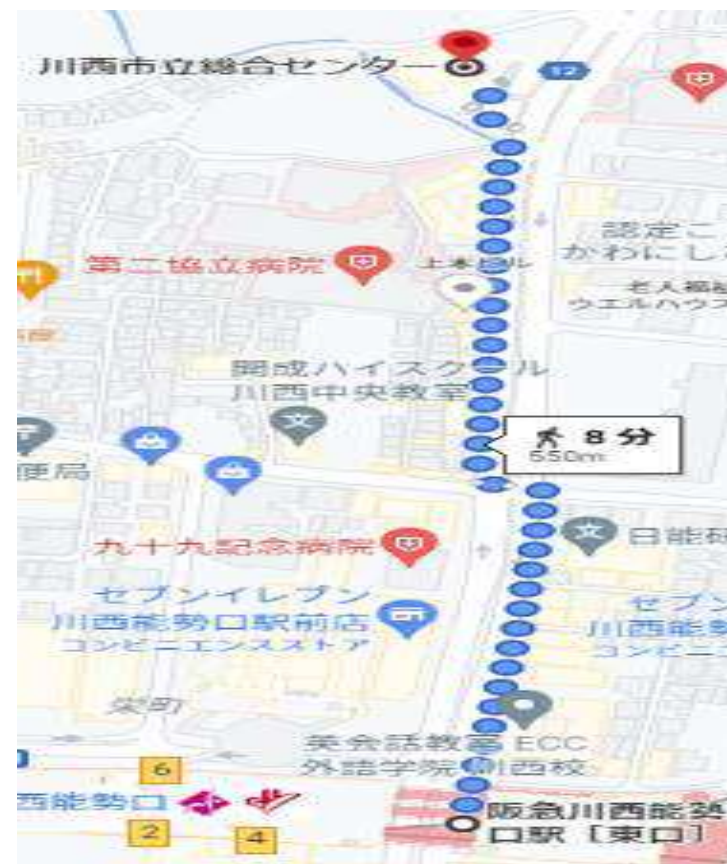 川西市立総合センター
12
認定こ
かわにし
第二協立病院
老人福祉
ウエルハウス
開成ハイスクール
川西中央教室
8 分
550m
便局
九十九記念病院
日能研
セブンイレブン
川西能勢口駅前店
コンビニエンスストア
セブン
川西能勢
コンビニ
栄町
英会話教室 ECC
外語学院 川西校
6
西能勢口
2
4
阪急川西能勢
口駅［東口］